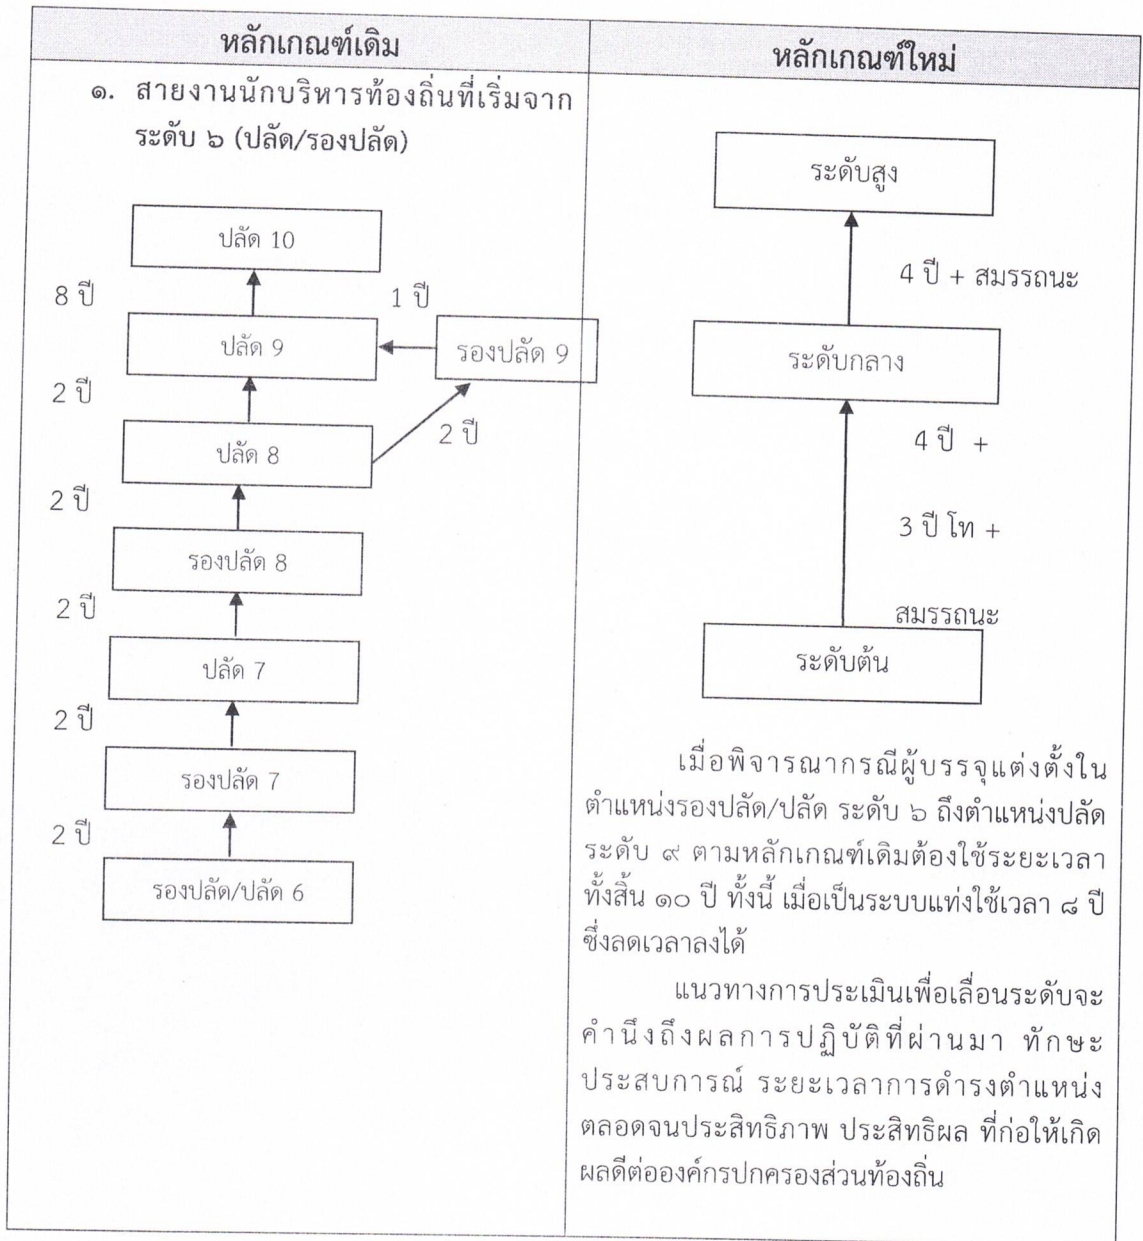 หลักเกณฑ์เดิม
หลักเกณฑ์ใหม่
๑. สายงานนักบริหารท้องถิ่นที่เริ่มจาก
ระดับ ๖ (ปลัด/รองปลัด)
ปลัด 10
8 ปี
1 ปี
ปลัด 9
รองปลัด 9
2 ปี
2 ปี
ปลัด 8
2 ปี
รองปลัด 8
2 ปี
ปลัด 7
2 ปี
รองปลัด 7
2 ปี
รองปลัด/ปลัด 6
ระดับสูง
4 ปี + สมรรถนะ
ระดับกลาง
4 ปี +
3 ปี โท +
สมรรถนะ
ระดับต้น
เมื่อพิจารณากรณีผู้บรรจุแต่งตั้งใน
ตำแหน่งรองปลัด/ปลัด ระดับ ๖ ถึงตำแหน่งปลัด
ระดับ ๙ ตามหลักเกณฑ์เดิมต้องใช้ระยะเวลา
ทั้งสิ้น ๑๐ ปี ทั้งนี้ เมื่อเป็นระบบแท่งใช้เวลา ๘ ปี
ซึ่งลดเวลาลงได้
แนวทางการประเมินเพื่อเลื่อนระดับจะ
คำนึงถึงผลการปฏิบัติที่ผ่านมา ทักษะ
ประสบการณ์ ระยะเวลาการดำรงตำแหน่ง
ตลอดจนประสิทธิภาพ ประสิทธิผล ที่ก่อให้เกิด
ผลดีต่อองค์กรปกครองส่วนท้องถิ่น